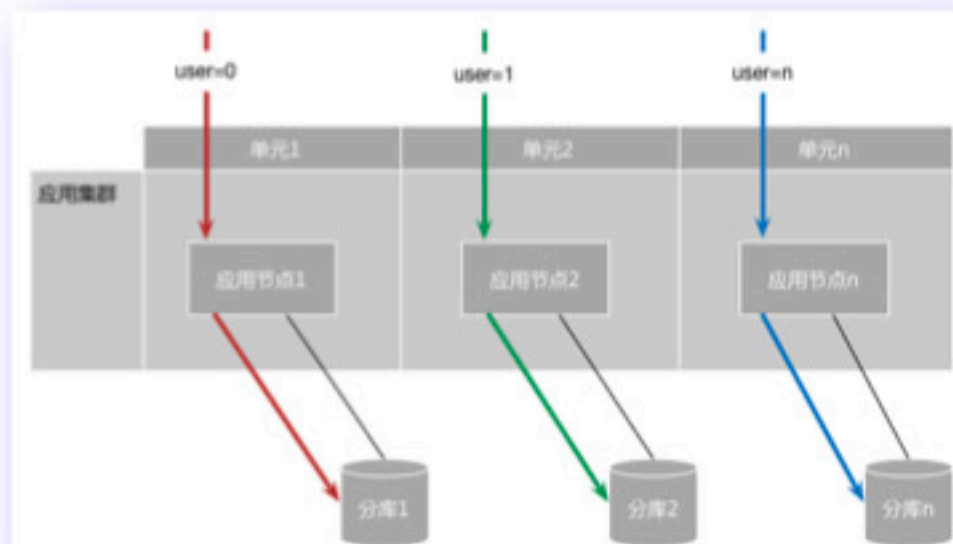 user=0
user=1
user=n
单元1
单元2
单元n
应用集群
应用节点1
应用节点2
应用节点n
分库1
分库2
分库n